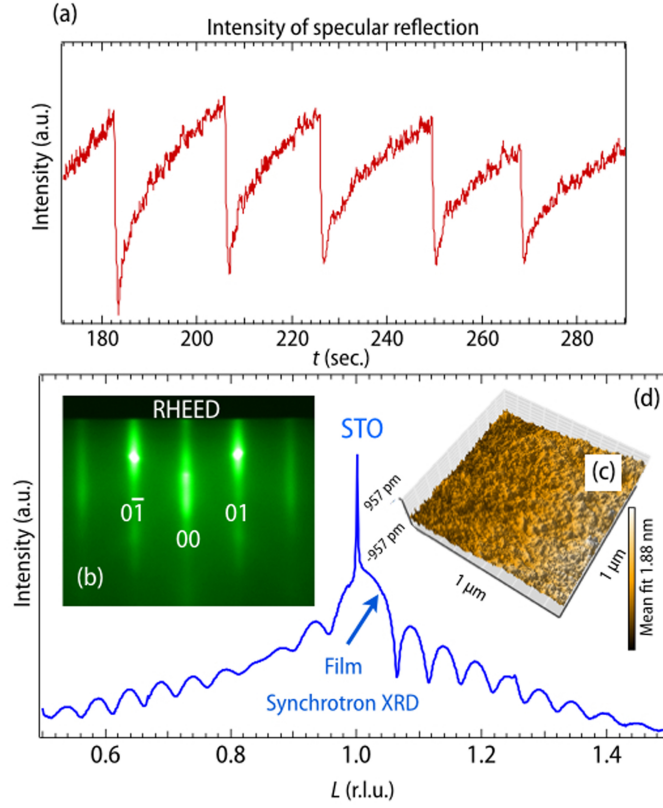 (a)
Intensity of specular reflection
Intensity (a.u.)
180 200 220 240 260 280
t (sec.)
(d)
RHEED
STO
(c)
01̅ 00 01
(b)
957 pm
-957 pm
1 μm
1 μm
Mean fit 1.88 nm
Film
Synchrotron XRD
Intensity (a.u.)
0.6 0.8 1.0 1.2 1.4
L (r.l.u.)